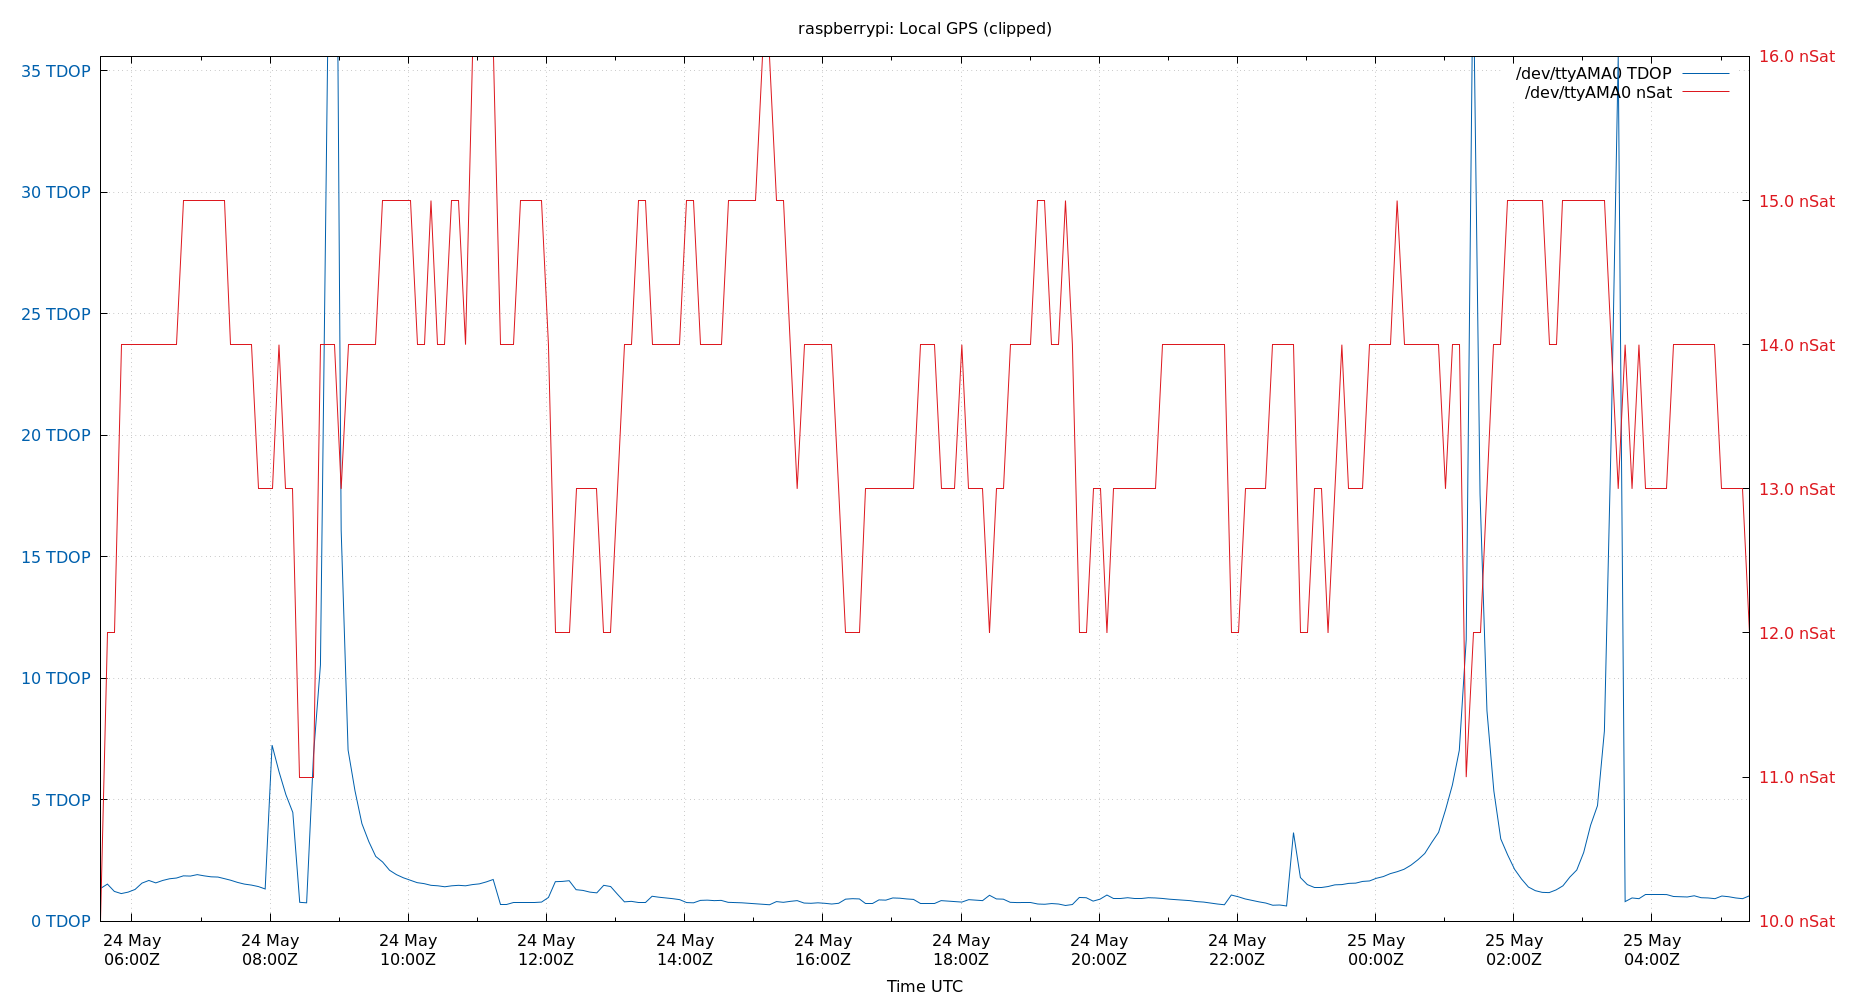 raspberrypi: Local GPS (clipped)
/dev/ttyAMA0 TDOP
/dev/ttyAMA0 nSat
35 TDOP
30 TDOP
25 TDOP
20 TDOP
15 TDOP
10 TDOP
5 TDOP
0 TDOP
16.0 nSat
15.0 nSat
14.0 nSat
13.0 nSat
12.0 nSat
11.0 nSat
10.0 nSat
24 May
06:00Z
24 May
08:00Z
24 May
10:00Z
24 May
12:00Z
24 May
14:00Z
24 May
16:00Z
24 May
18:00Z
24 May
20:00Z
24 May
22:00Z
25 May
00:00Z
25 May
02:00Z
25 May
04:00Z
Time UTC